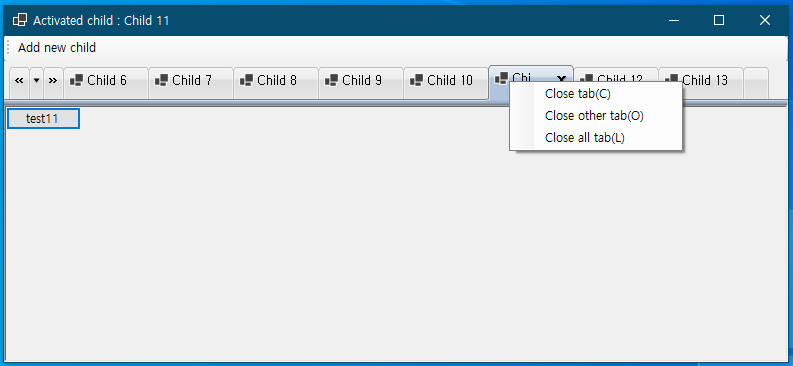 Activated child : Child 11
Add new child
Child 6 Child 7 Child 8 Child 9 Child 10 Chi... Child 12 Child 13
Close tab(C)
test11
Close other tab(O)
Close all tab(L)